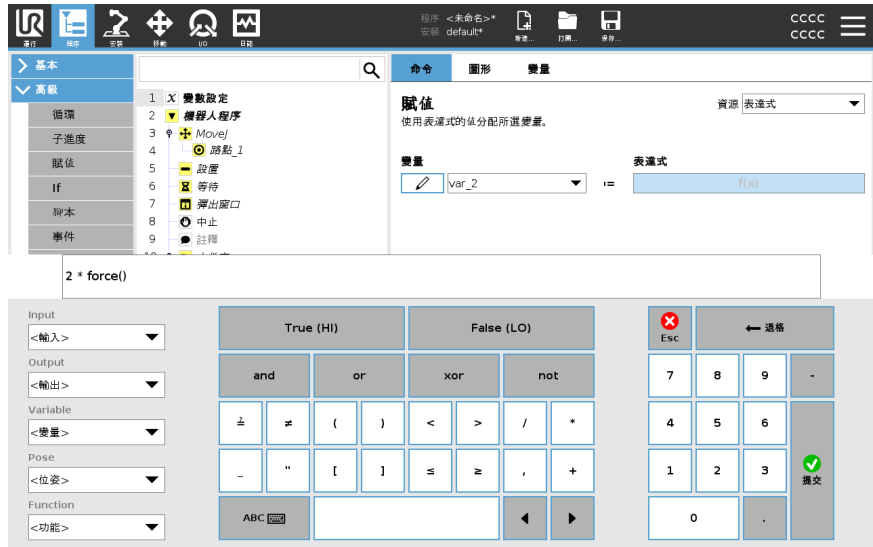 程序 <未命名>*
安裝 default*
CCCC
CCCC
運行 程序 安裝 移動 I/O 日誌 新建... 打開... 保存...
基本
高級
循環
子進度
賦值
If
腳本
事件
1 X 變數設定
2 機器人程序
3 MoveJ
4 路點_1
5 設置
6 等待
7 彈出窗口
8 中止
9 註釋
命令 圖形 變量
賦值
資源 表達式
使用表達式的值分配所選變量。
變量 表達式
var_2 := f(x)
2 * force()
Input
<輸入>
Output
<輸出>
Variable
<變量>
Pose
<位姿>
Function
<功能>
True (HI) False (LO)
and or xor not
≟ ≠ ( ) < > / *
_ " [ ] ≤ ≥ , +
ABC
Esc 退格
7 8 9 -
4 5 6
1 2 3 提交
0 .